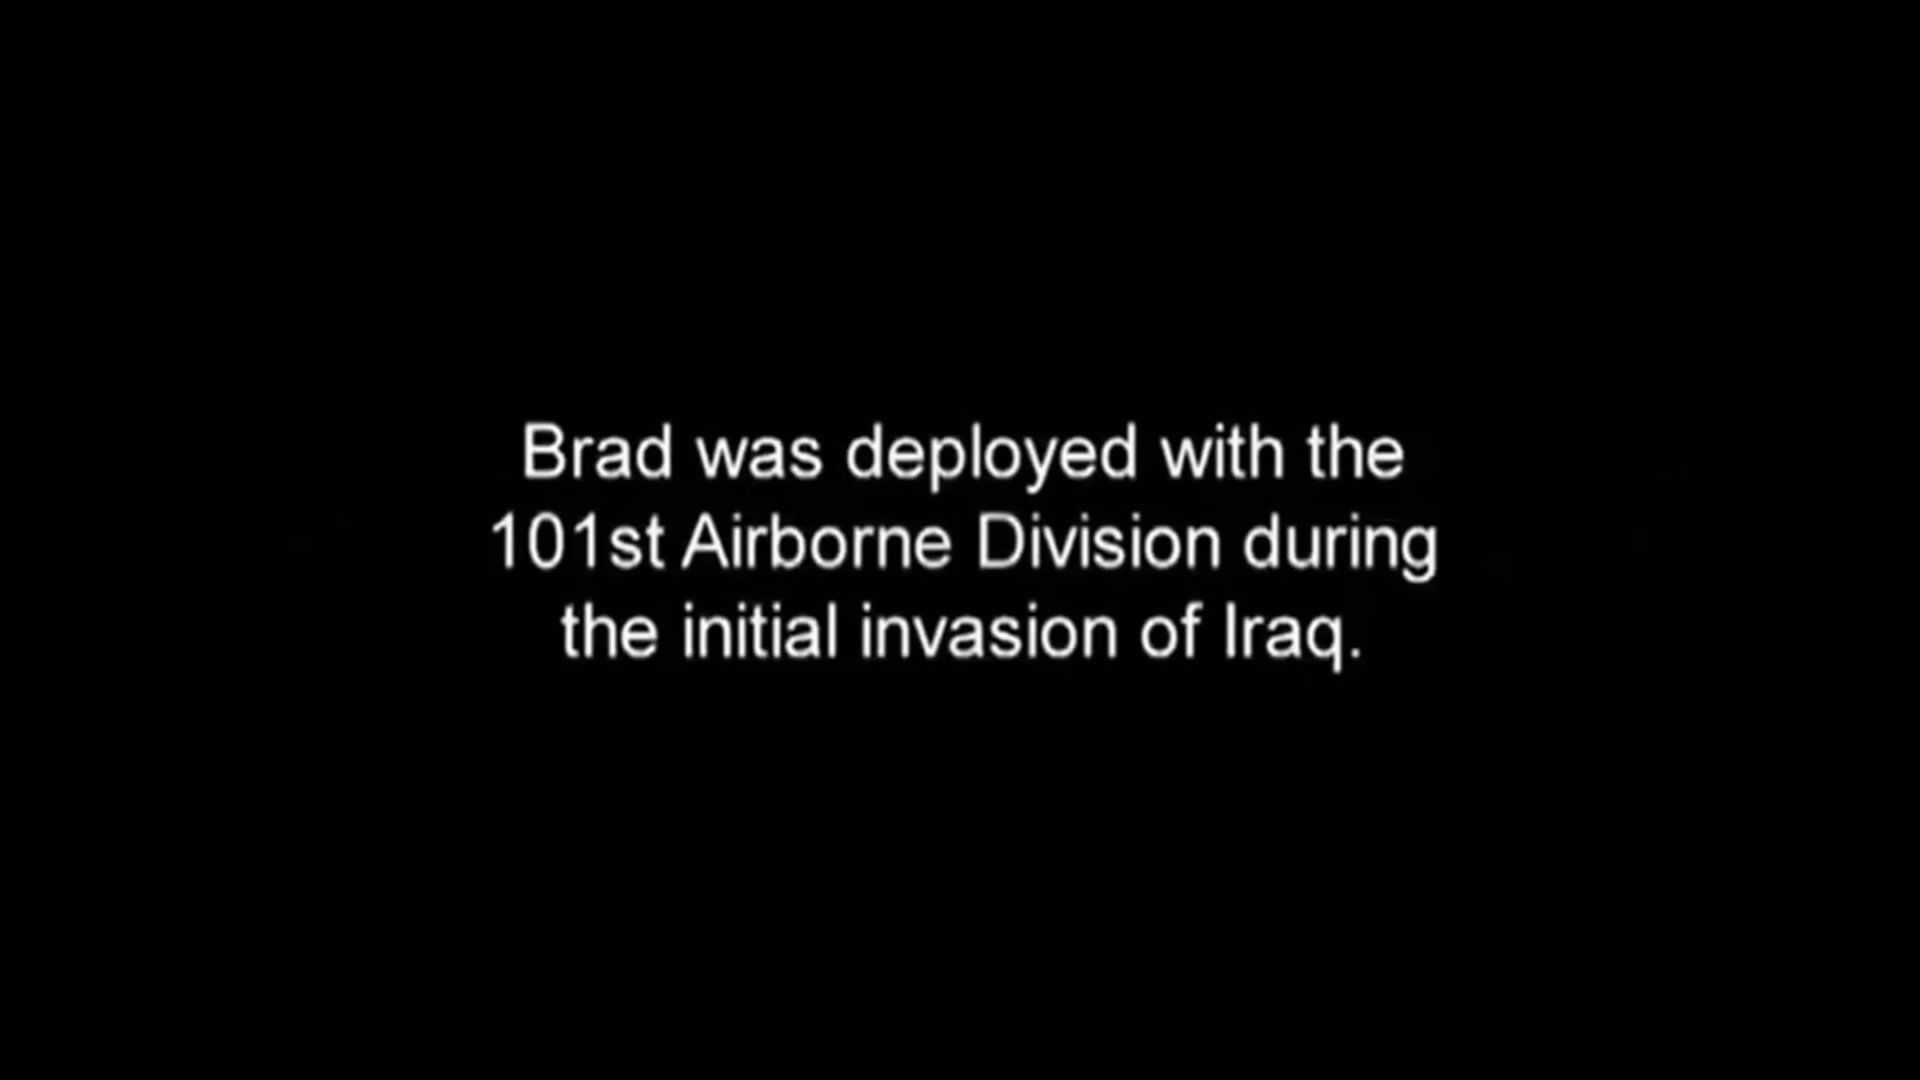 Brad was deployed with the
101st Airborne Division during
the initial invasion of Iraq.